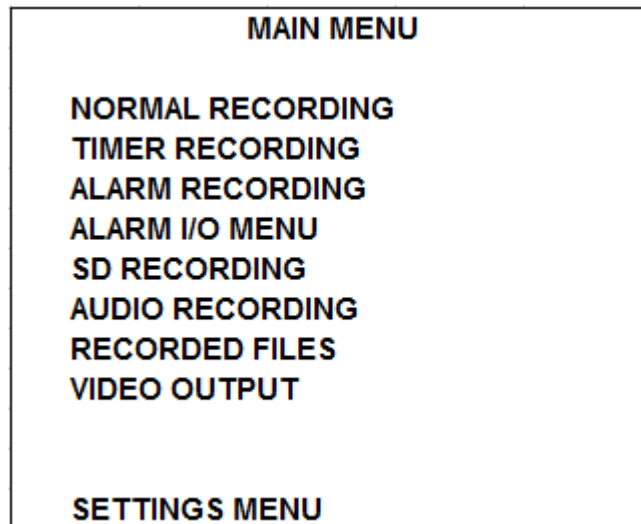 MAIN MENU
NORMAL RECORDING
TIMER RECORDING
ALARM RECORDING
ALARM I/O MENU
SD RECORDING
AUDIO RECORDING
RECORDED FILES
VIDEO OUTPUT
SETTINGS MENU